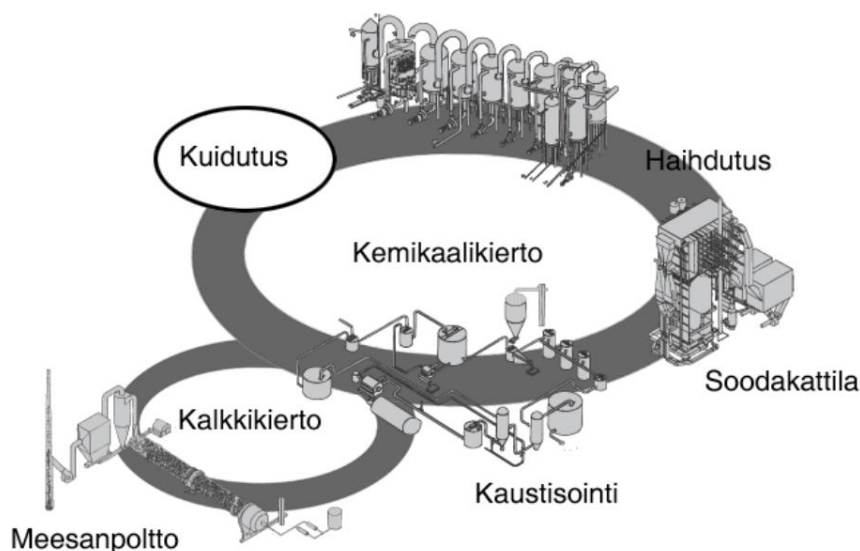 Kuidutus
Haihdutus
Kemikaalikierto
Soodakattila
Kalkkikierto
Kaustisointi
Meesanpoltto